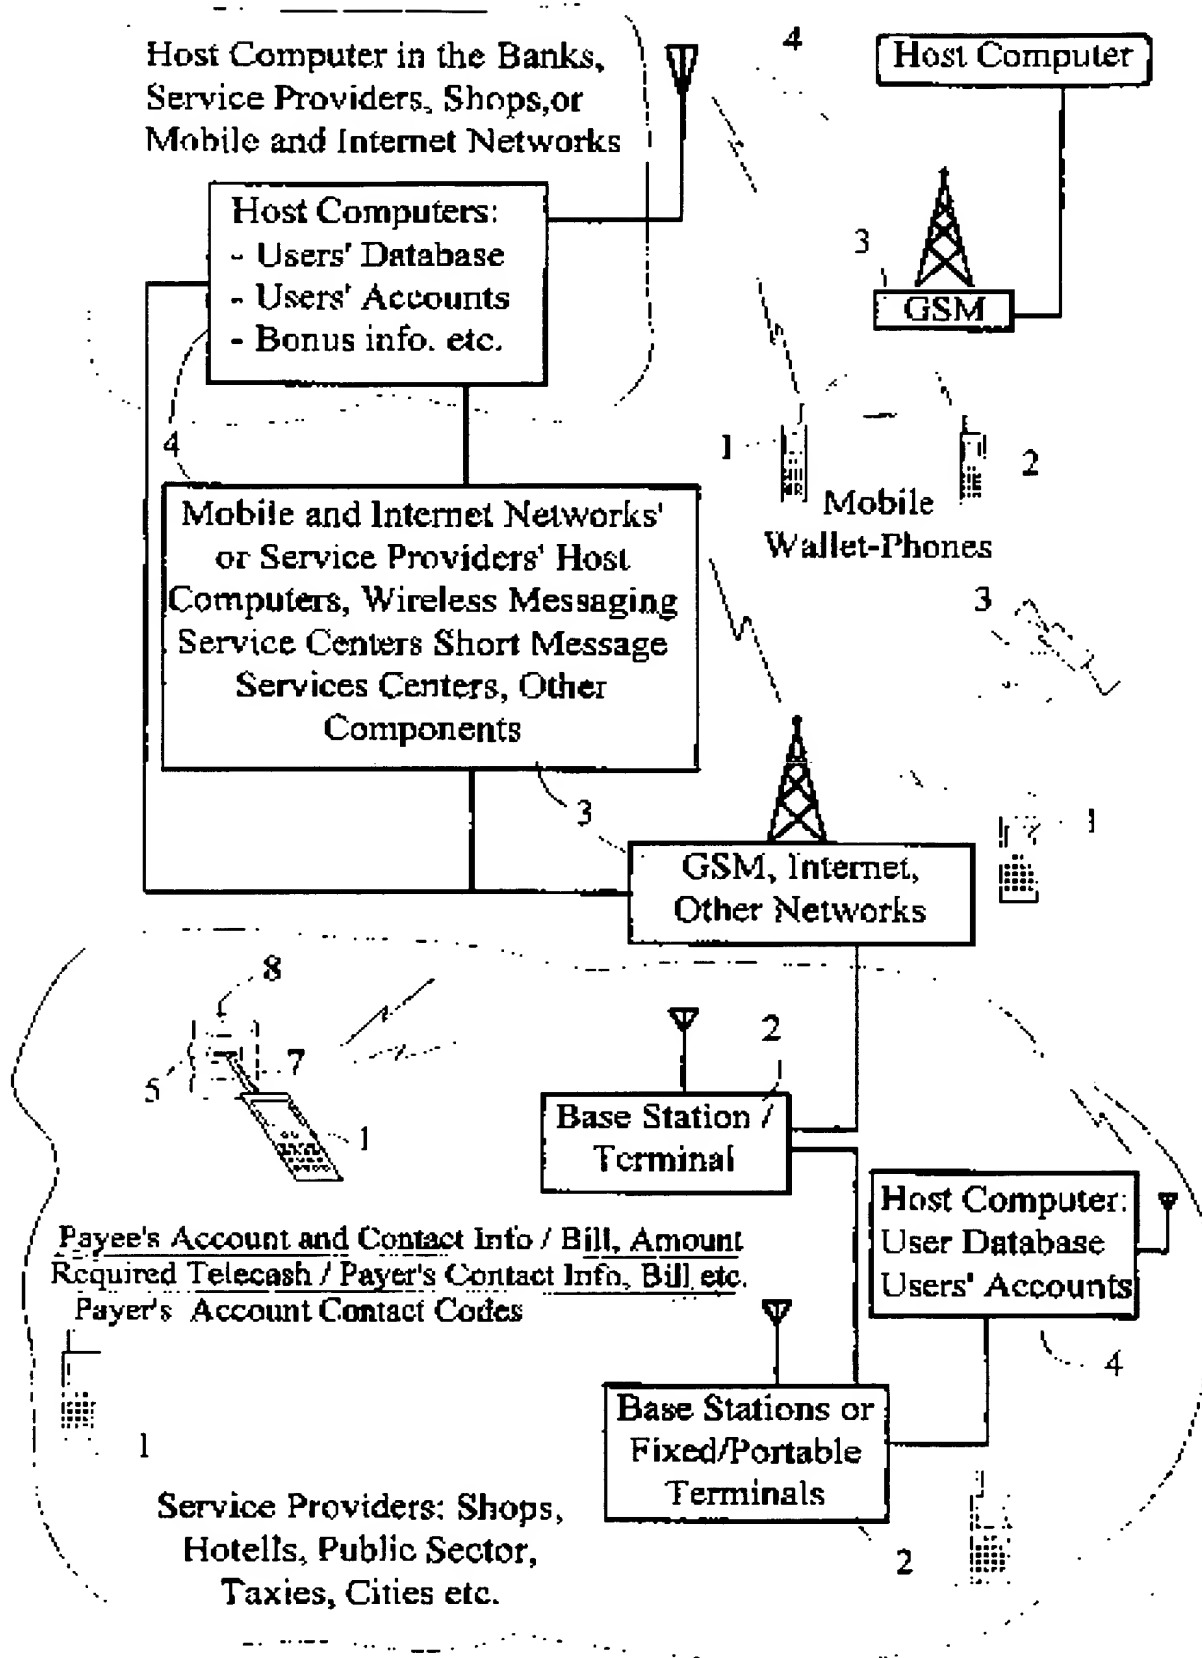 4
Host Computer in the Banks,
Service Providers, Shops,or
Mobile and Internet Networks
Host Computer
Host Computers:
- Users' Database
- Users' Accounts
- Bonus info. etc.
3
GSM
4
1
2
Mobile
Wallet-Phones
Mobile and Internet Networks'
or Service Providers' Host
Computers, Wireless Messaging
Service Centers Short Message
Services Centers, Other
Components
3
3
1
GSM, Internet,
Other Networks
8
5
7
1
2
Base Station /
Terminal
Host Computer:
User Database
Users' Accounts
Payee's Account and Contact Info / Bill, Amount
Required Telecash / Payer's Contact Info, Bill etc.
Payer's Account Contact Codes
4
1
Base Stations or
Fixed/Portable
Terminals
2
Service Providers: Shops,
Hotells, Public Sector,
Taxies, Cities etc.